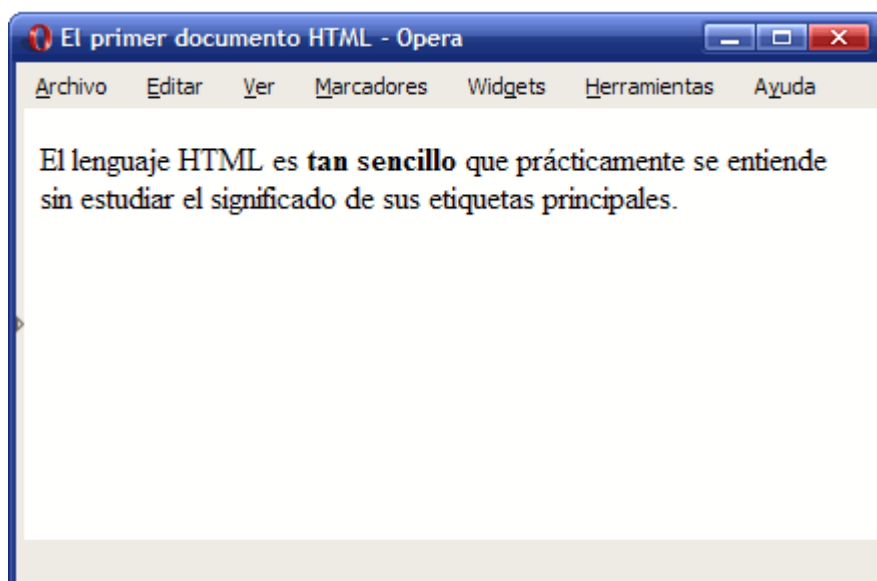 El primer documento HTML - Opera
Archivo Editar Ver Marcadores Widgets Herramientas Ayuda
El lenguaje HTML es tan sencillo que prácticamente se entiende
sin estudiar el significado de sus etiquetas principales.